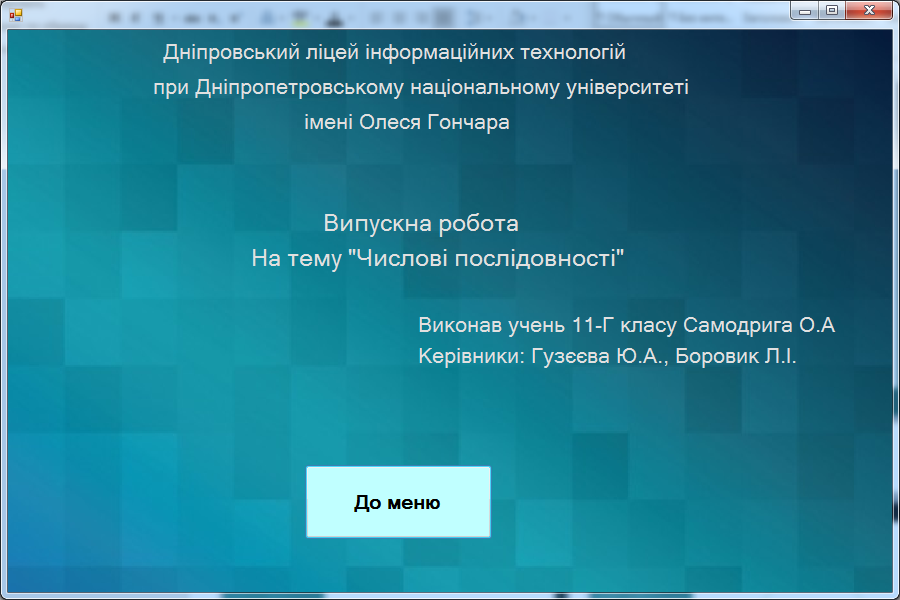 Дніпровський ліцей інформаційних технологій
при Дніпропетровському національному університеті
імені Олеся Гончара
Випускна робота
На тему "Числові послідовності"
Виконав учень 11-Г класу Самодрига О.А
Керівники: Гузєєва Ю.А., Боровик Л.І.
До меню